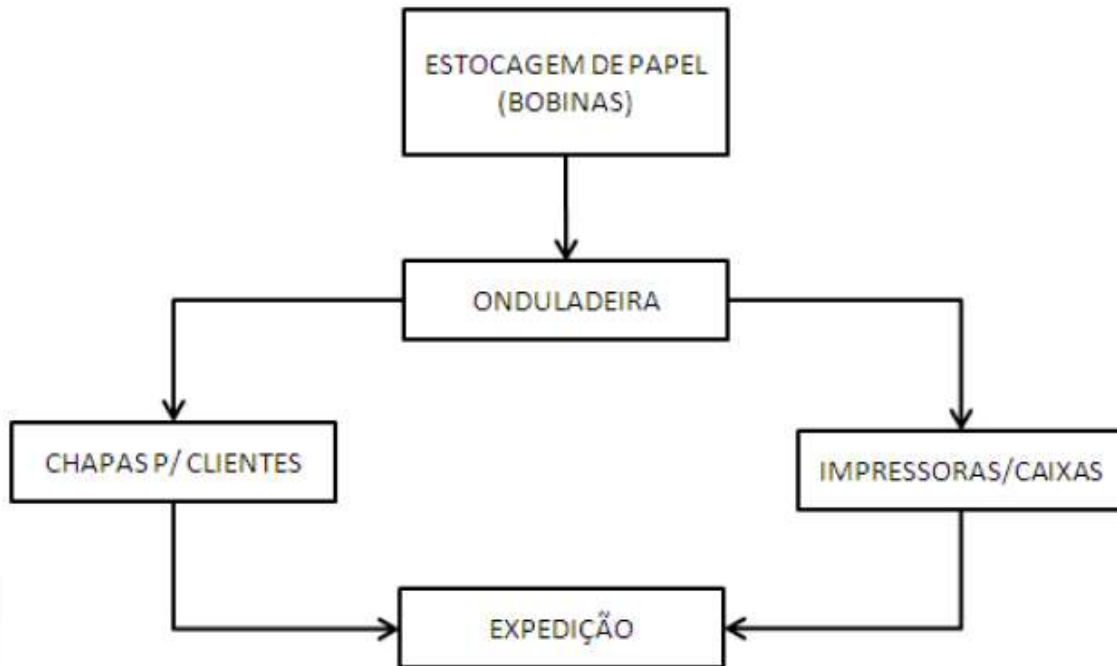 ESTOCAGEM DE PAPEL
(BOBINAS)
ONDULADEIRA
CHAPAS P/ CLIENTES
IMPRESSORAS/CAIXAS
EXPEDIÇÃO